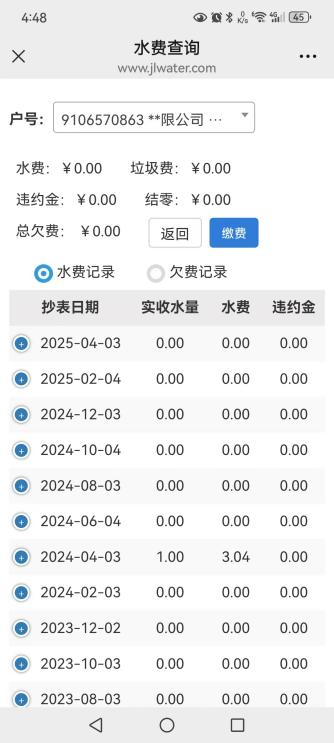 4:48 0 K/s 6 4G 45
水费查询
www.jlwater.com
户号: 9106570863 **限公司 ···
水费: ￥0.00 垃圾费: ￥0.00
违约金: ￥0.00 结零: ￥0.00
总欠费: ￥0.00 返回 缴费
水费记录 欠费记录
抄表日期 实收水量 水费 违约金
2025-04-03 0.00 0.00 0.00
2025-02-04 0.00 0.00 0.00
2024-12-03 0.00 0.00 0.00
2024-10-04 0.00 0.00 0.00
2024-08-03 0.00 0.00 0.00
2024-06-04 0.00 0.00 0.00
2024-04-03 1.00 3.04 0.00
2024-02-03 0.00 0.00 0.00
2023-12-02 0.00 0.00 0.00
2023-10-03 0.00 0.00 0.00
2023-08-03 0.00 0.00 0.00